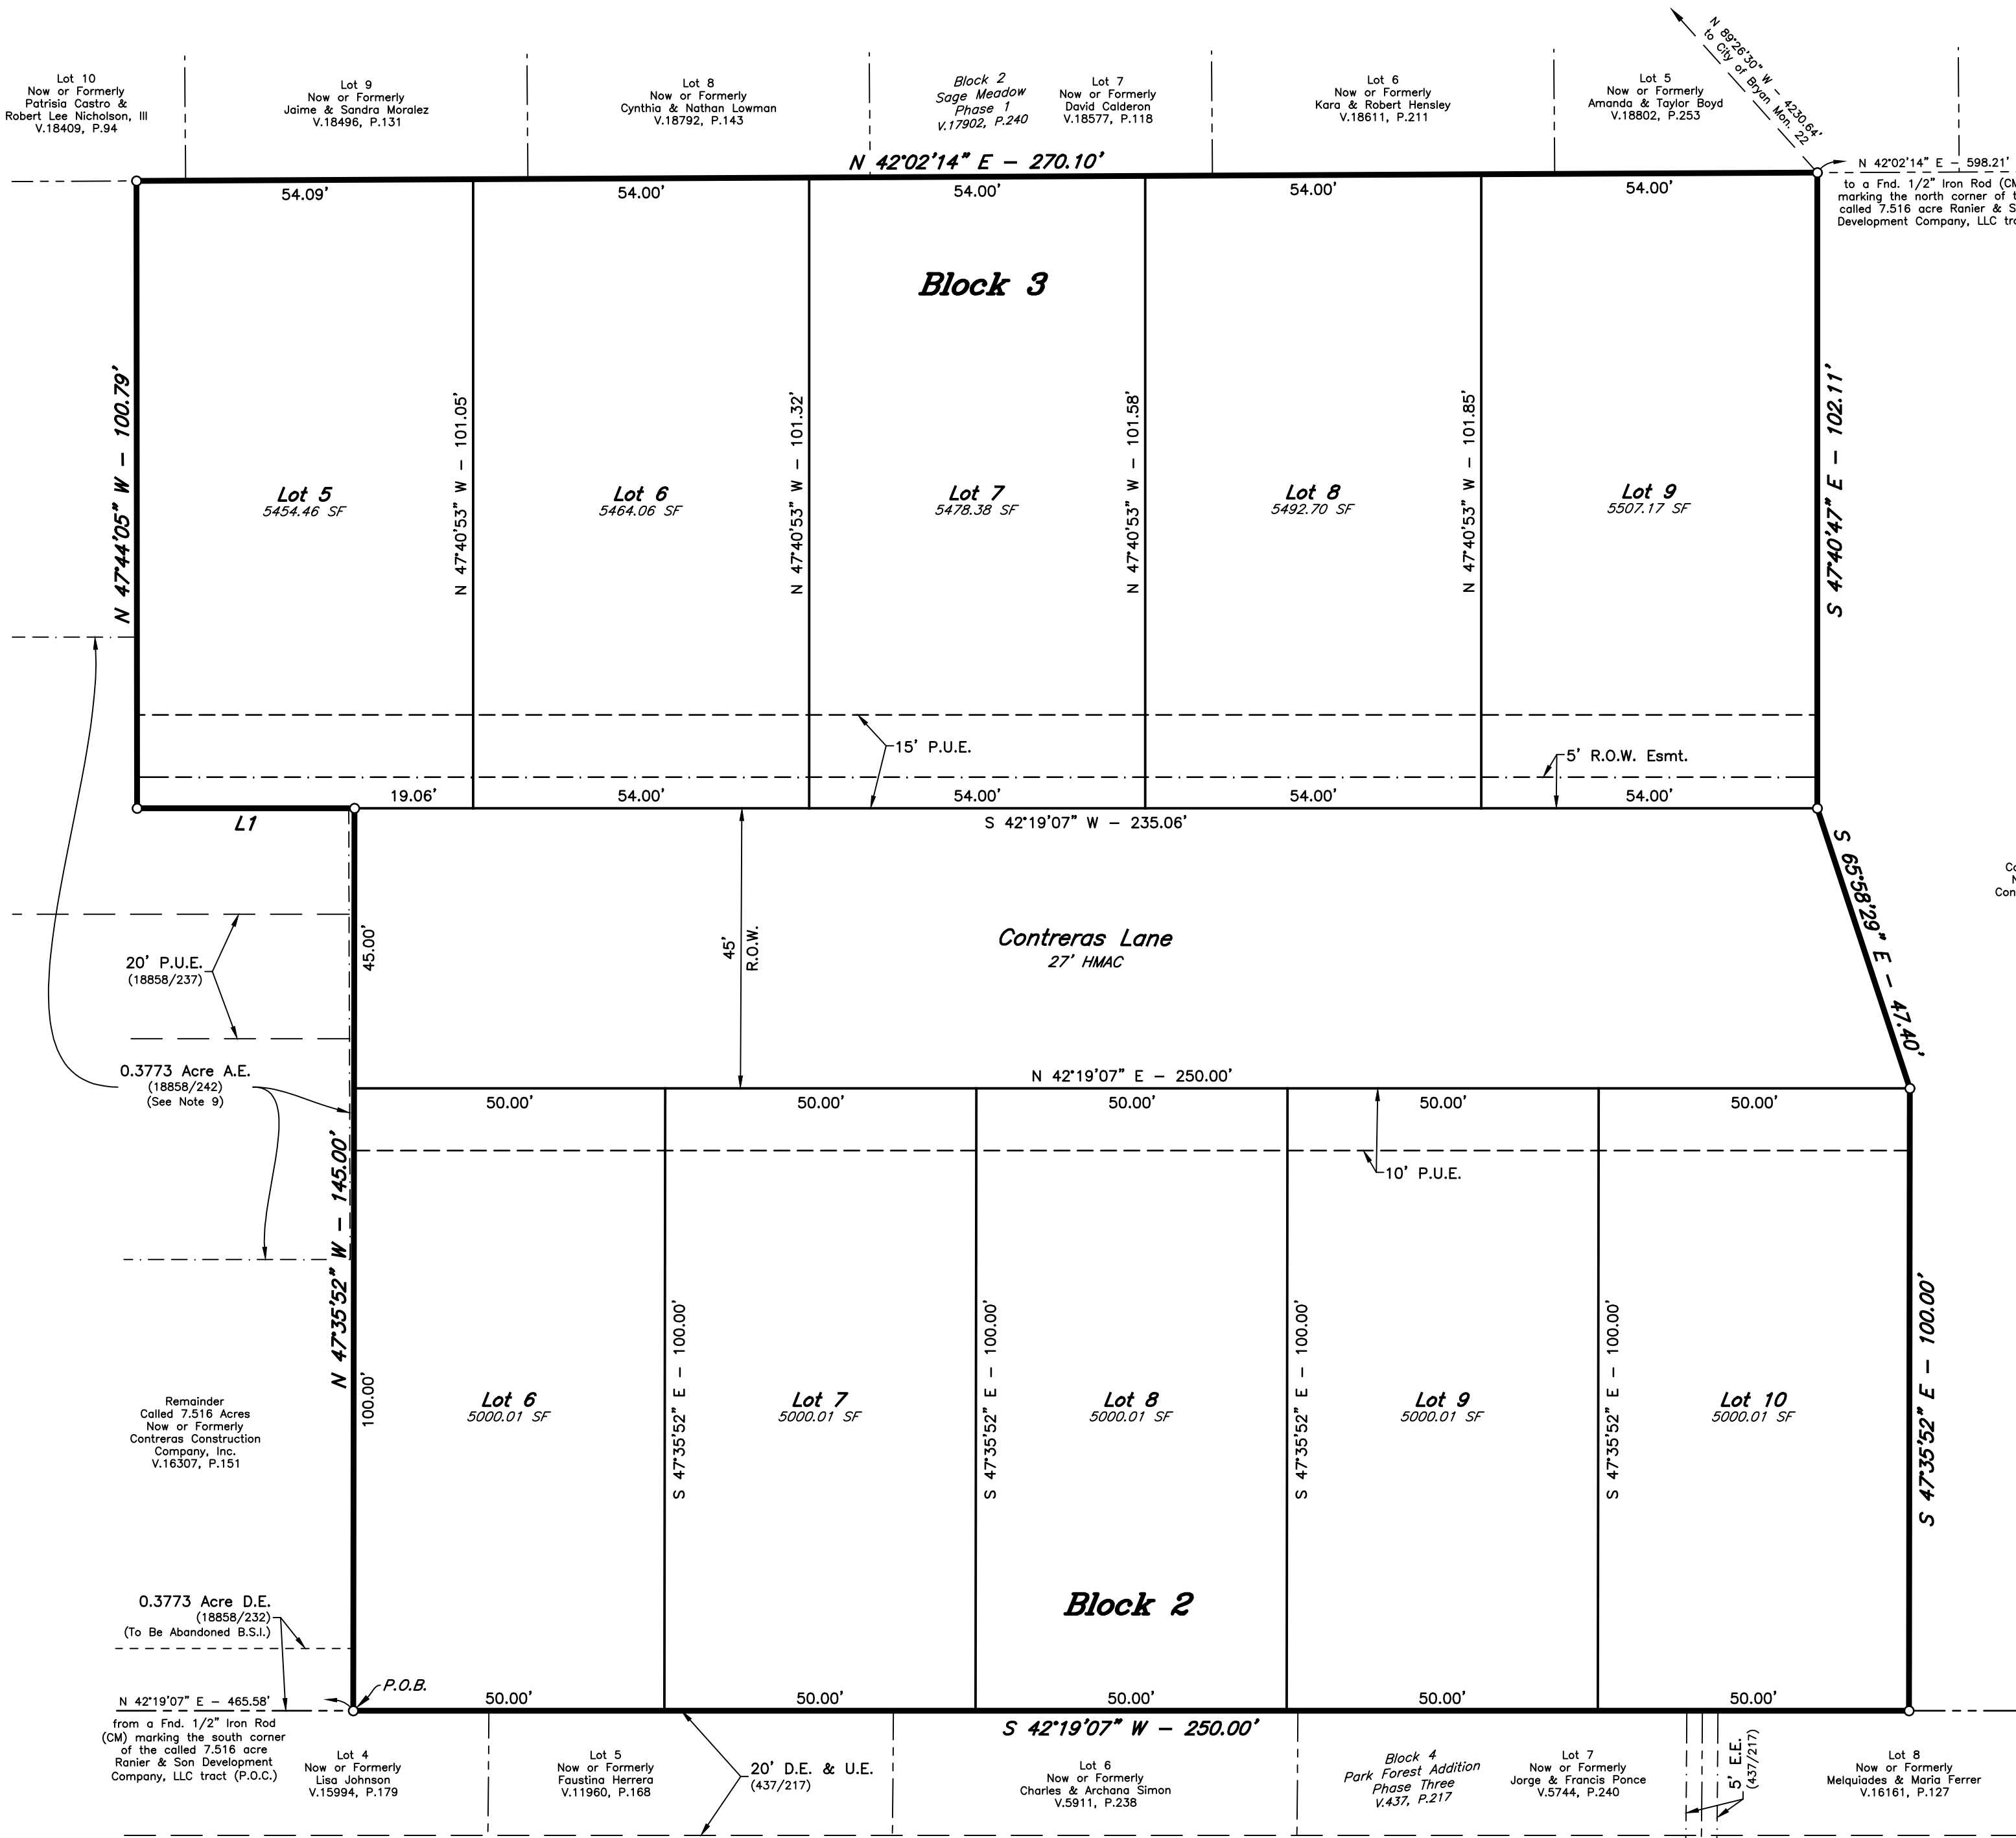 Lot 10
Now or Formerly
Patrisia Castro &
Robert Lee Nicholson, III
V.18409, P.94
Lot 9
Now or Formerly
Jaime & Sandra Moralez
V.18496, P.131
Lot 8
Now or Formerly
Cynthia & Nathan Lowman
V.18792, P.143
Block 2
Sage Meadow
Phase 1
V.17902, P.240
Lot 7
Now or Formerly
David Calderon
V.18577, P.118
Lot 6
Now or Formerly
Kara & Robert Hensley
V.18611, P.211
Lot 5
Now or Formerly
Amanda & Taylor Boyd
V.18802, P.253
N 89°26'30" W - 4230.64'
to City of Bryan Mon. 22
N 42°02'14" E - 598.21'
to a Fnd. 1/2" Iron Rod (CM
marking the north corner of
called 7.516 acre Ranier & S
Development Company, LLC
N 42°02'14" E - 270.10'
54.09'
54.00'
54.00'
54.00'
54.00'
Block 3
N 47°44'05" W - 100.79'
N 47°40'53" W - 101.05'
N 47°40'53" W - 101.32'
N 47°40'53" W - 101.58'
N 47°40'53" W - 101.85'
S 47°40'47" E - 102.11'
Lot 5
5454.46 SF
Lot 6
5464.06 SF
Lot 7
5478.38 SF
Lot 8
5492.70 SF
Lot 9
5507.17 SF
15' P.U.E.
5' R.O.W. Esmt.
19.06'
54.00'
54.00'
54.00'
54.00'
L1
S 42°19'07" W - 235.06'
S 65°58'29" E - 47.40'
45.00'
45'
R.O.W.
Contreras Lane
27' HMAC
20' P.U.E.
(18858/237)
0.3773 Acre A.E.
(18858/242)
(See Note 9)
N 42°19'07" E - 250.00'
50.00'
50.00'
50.00'
50.00'
50.00'
10' P.U.E.
N 47°35'52" W - 145.00'
100.00'
S 47°35'52" E - 100.00'
S 47°35'52" E - 100.00'
S 47°35'52" E - 100.00'
S 47°35'52" E - 100.00'
S 47°35'52" E - 100.00'
Lot 6
5000.01 SF
Lot 7
5000.01 SF
Lot 8
5000.01 SF
Lot 9
5000.01 SF
Lot 10
5000.01 SF
Remainder
Called 7.516 Acres
Now or Formerly
Contreras Construction
Company, Inc.
V.16307, P.151
Block 2
0.3773 Acre D.E.
(18858/232)
(To Be Abandoned B.S.I.)
P.O.B.
50.00'
50.00'
50.00'
50.00'
50.00'
N 42°19'07" E - 465.58'
from a Fnd. 1/2" Iron Rod
(CM) marking the south corner
of the called 7.516 acre
Ranier & Son Development
Company, LLC tract (P.O.C.)
S 42°19'07" W - 250.00'
Lot 4
Now or Formerly
Lisa Johnson
V.15994, P.179
Lot 5
Now or Formerly
Faustina Herrera
V.11960, P.168
20' D.E. & U.E.
(437/217)
Lot 6
Now or Formerly
Charles & Archana Simon
V.5911, P.238
Block 4
Park Forest Addition
Phase Three
V.437, P.217
Lot 7
Now or Formerly
Jorge & Francis Ponce
V.5744, P.240
5' E.E.
(437/217)
Lot 8
Now or Formerly
Melquiades & Maria Ferrer
V.16161, P.127